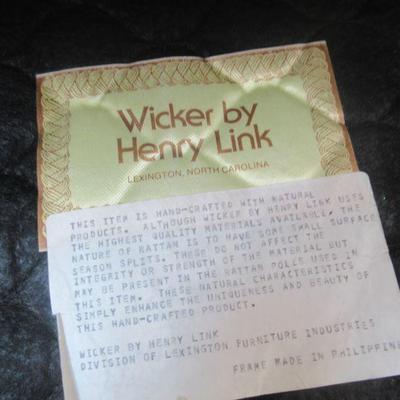 Wicker by
Henry Link
LEXINGTON, NORTH CAROLINA
THIS ITEM IS HAND-CRAFTED WITH NATURAL
PRODUCTS. ALTHOUGH WICKER BY HENRY LINK USES
THE HIGHEST QUALITY MATERIALS AVAILABLE, THE
NATURE OF RATTAN IS TO HAVE SOME SMALL SURFACE
SEASON SPLITS. THESE DO NOT AFFECT THE
INTEGRITY OR STRENGTH OF THE MATERIAL BUT
MAY BE PRESENT IN THE RATTAN POLES USED IN
THIS ITEM. THESE NATURAL CHARACTERISTICS
SIMPLY ENHANCE THE UNIQUENESS AND BEAUTY OF
THIS HAND-CRAFTED PRODUCT.
WICKER BY HENRY LINK
DIVISION OF LEXINGTON FURNITURE INDUSTRIES
FRAME MADE IN PHILIPPINE